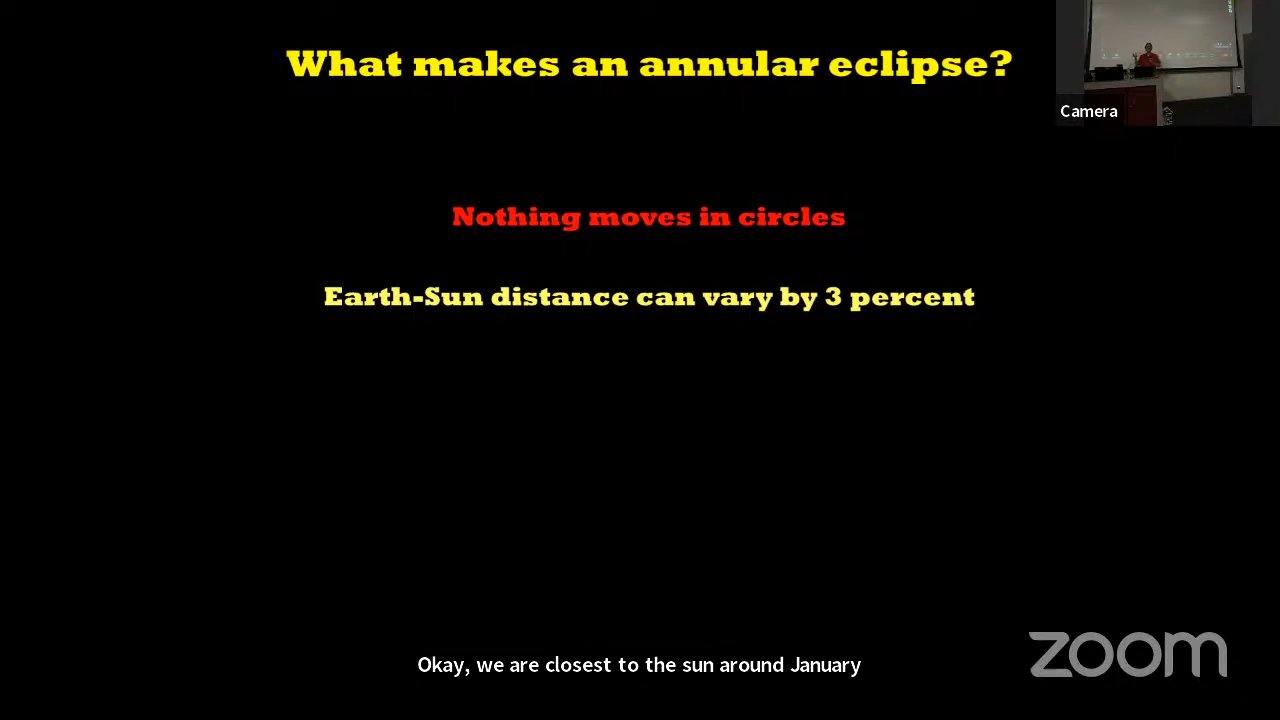 What makes an annular eclipse?
Camera
Nothing moves in circles
Earth-Sun distance can vary by 3 percent
Okay, we are closest to the sun around January
zoom